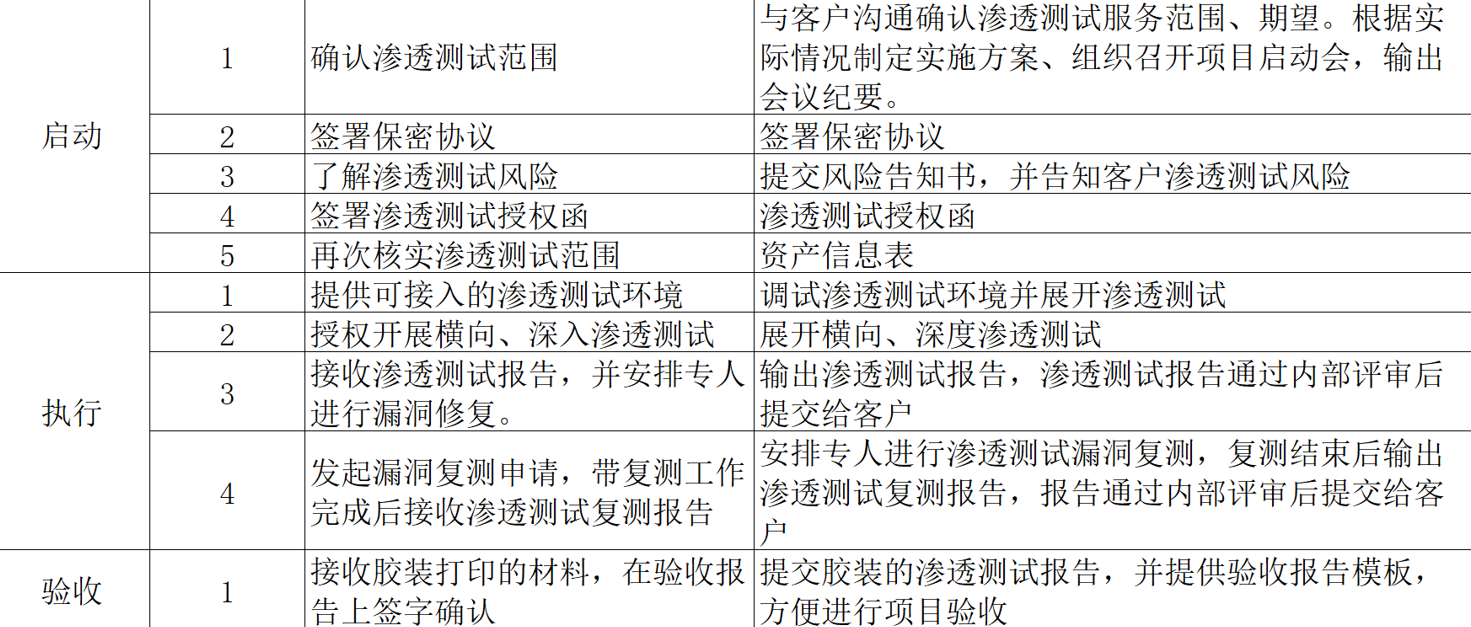 启动
1
确认渗透测试范围
与客户沟通确认渗透测试服务范围、期望。根据实
际情况制定实施方案、组织召开项目启动会，输出
会议纪要。
2
签署保密协议
签署保密协议
3
了解渗透测试风险
提交风险告知书，并告知客户渗透测试风险
4
签署渗透测试授权函
渗透测试授权函
5
再次核实渗透测试范围
资产信息表
执行
1
提供可接入的渗透测试环境
调试渗透测试环境并展开渗透测试
2
授权开展横向、深入渗透测试
展开横向、深度渗透测试
3
接收渗透测试报告，并安排专人
进行漏洞修复。
输出渗透测试报告，渗透测试报告通过内部评审后
提交给客户
4
发起漏洞复测申请，带复测工作
完成后接收渗透测试复测报告
安排专人进行渗透测试漏洞复测，复测结束后输出
渗透测试复测报告，报告通过内部评审后提交给客
户
验收
1
接收胶装打印的材料，在验收报
告上签字确认
提交胶装的渗透测试报告，并提供验收报告模板，
方便进行项目验收